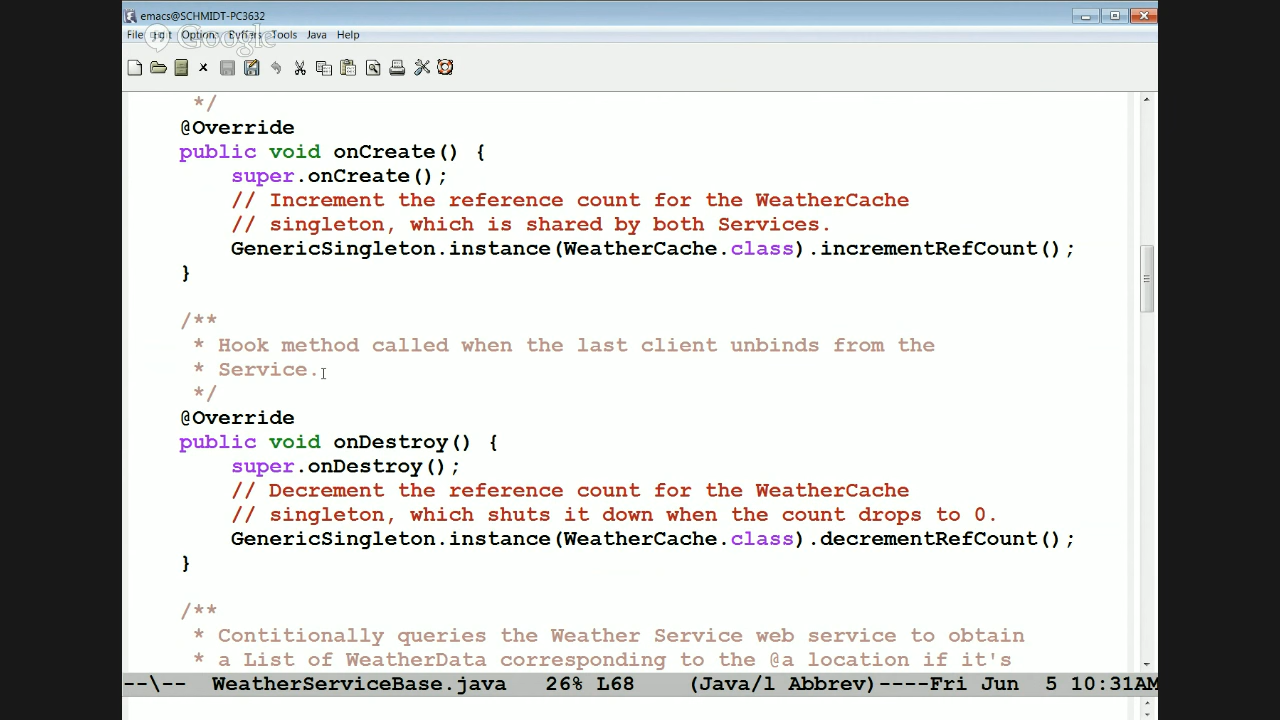 emacs@SCHMIDT-PC3632
File Edit Options Buffers Tools Java Help
Google
*/
@Override
public void onCreate() {
super.onCreate();
// Increment the reference count for the WeatherCache
// singleton, which is shared by both Services.
GenericSingleton.instance(WeatherCache.class).incrementRefCount();
}
/**
* Hook method called when the last client unbinds from the
* Service.
*/
@Override
public void onDestroy() {
super.onDestroy();
// Decrement the reference count for the WeatherCache
// singleton, which shuts it down when the count drops to 0.
GenericSingleton.instance(WeatherCache.class).decrementRefCount();
}
/**
* Contitionally queries the Weather Service web service to obtain
* a List of WeatherData corresponding to the @a location if it's
--\-- WeatherServiceBase.java 26% L68 (Java/l Abbrev)----Fri Jun 5 10:31AM